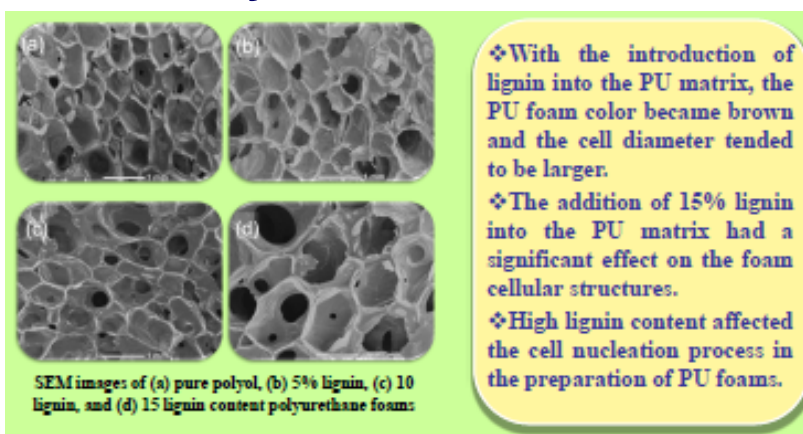 (a)
(b)
(c)
(d)
SEM images of (a) pure polyol, (b) 5% lignin, (c) 10
lignin, and (d) 15 lignin content polyurethane foams
❖With the introduction of
lignin into the PU matrix, the
PU foam color became brown
and the cell diameter tended
to be larger.
❖The addition of 15% lignin
into the PU matrix had a
significant effect on the foam
cellular structures.
❖High lignin content affected
the cell nucleation process in
the preparation of PU foams.